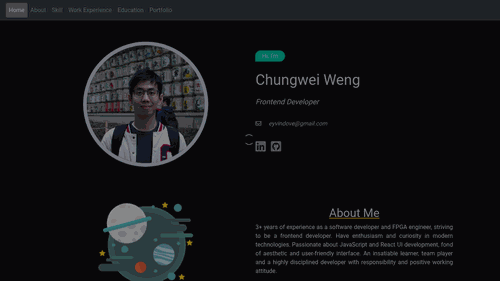 Home About Skill Work Experience Education Portfolio
Hi, I'm
Chungwei Weng
Frontend Developer
eyvindove@gmail.com
About Me
3+ years of experience as a software developer and FPGA engineer, striving
to be a frontend developer. Have enthusiasm and curiosity in modern
technologies. Passionate about JavaScript and React UI development, fond
of aesthetic and user-friendly interface. An insatiable learner, team player
and a highly disciplined developer with responsibility and positive working
attitude.